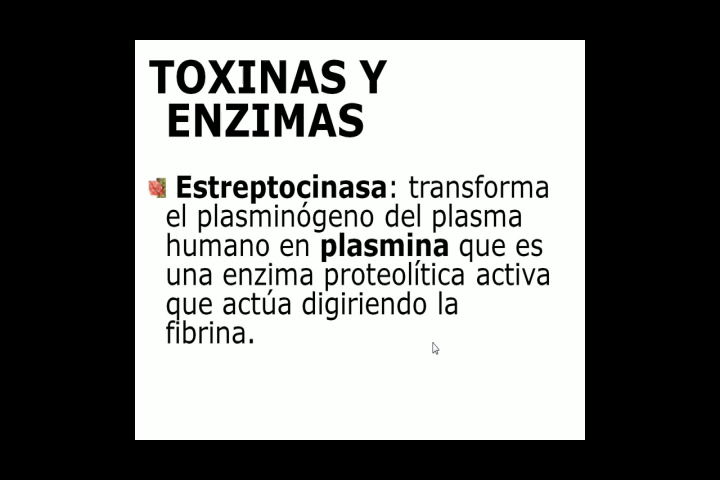 TOXINAS Y
ENZIMAS
Estreptocinasa: transforma
el plasminógeno del plasma
humano en plasmina que es
una enzima proteolítica activa
que actúa digiriendo la
fibrina.